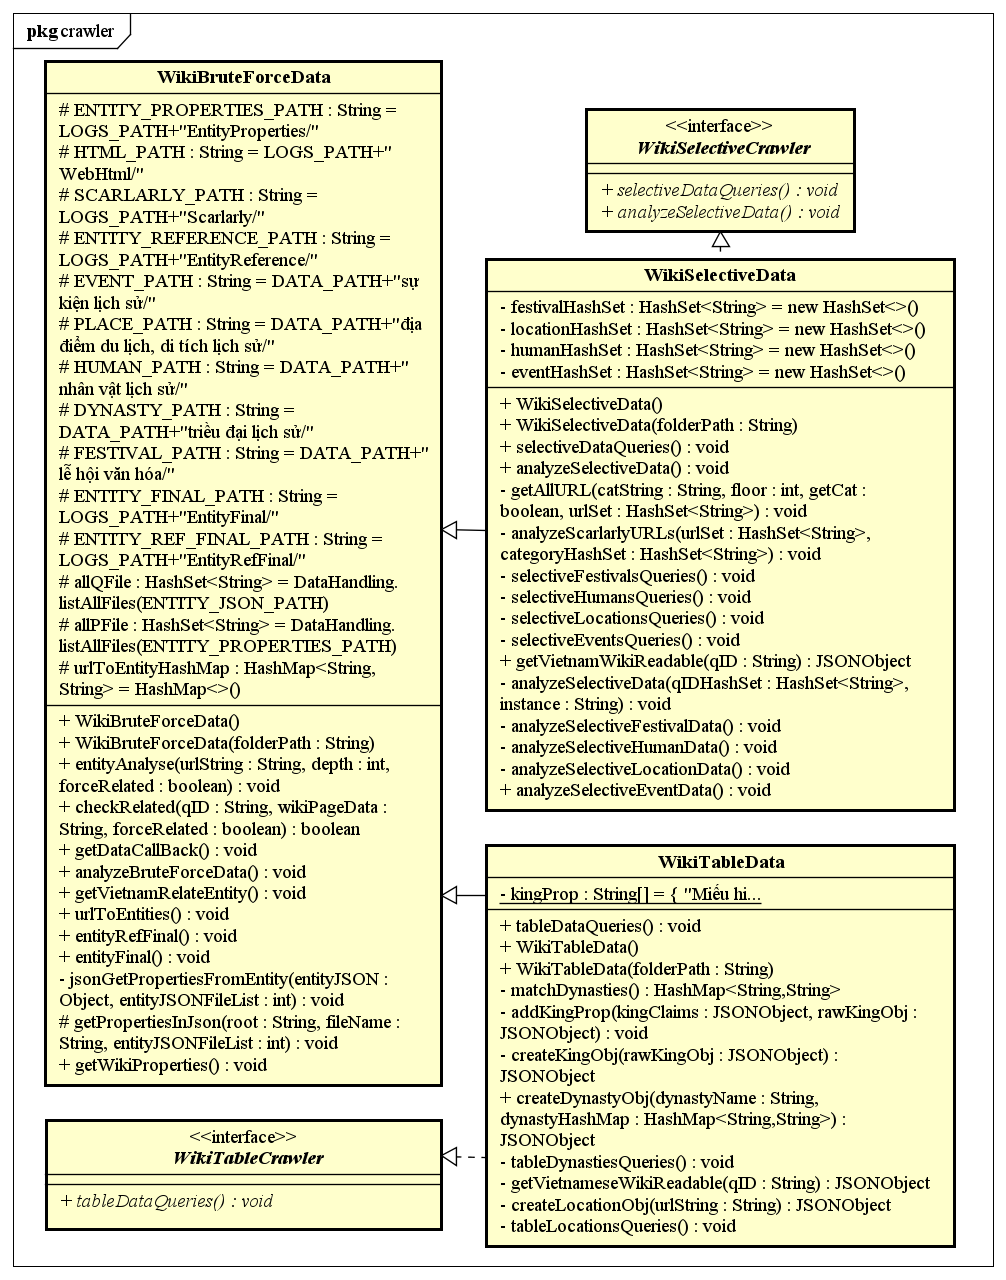 pkg crawler
WikiBruteForceData
# ENTITY_PROPERTIES_PATH : String =
LOGS_PATH+"EntityProperties/"
# HTML_PATH : String = LOGS_PATH+"
WebHtml/"
# SCARLARLY_PATH : String =
LOGS_PATH+"Scarlarly/"
# ENTITY_REFERENCE_PATH : String =
LOGS_PATH+"EntityReference/"
# EVENT_PATH : String = DATA_PATH+"sự
kiện lịch sử/"
# PLACE_PATH : String = DATA_PATH+"địa
điểm du lịch, di tích lịch sử/"
# HUMAN_PATH : String = DATA_PATH+"
nhân vật lịch sử/"
# DYNASTY_PATH : String =
DATA_PATH+"triều đại lịch sử/"
# FESTIVAL_PATH : String = DATA_PATH+"
lễ hội văn hóa/"
# ENTITY_FINAL_PATH : String =
LOGS_PATH+"EntityFinal/"
# ENTITY_REF_FINAL_PATH : String =
LOGS_PATH+"EntityRefFinal/"
# allQFile : HashSet<String> = DataHandling.
listAllFiles(ENTITY_JSON_PATH)
# allPFile : HashSet<String> = DataHandling.
listAllFiles(ENTITY_PROPERTIES_PATH)
# urlToEntityHashMap : HashMap<String,
String> = HashMap<>()
+ WikiBruteForceData()
+ WikiBruteForceData(folderPath : String)
+ entityAnalyse(urlString : String, depth : int,
forceRelated : boolean) : void
+ checkRelated(qID : String, wikiPageData :
String, forceRelated : boolean) : boolean
+ getDataCallBack() : void
+ analyzeBruteForceData() : void
+ getVietnamRelateEntity() : void
+ urlToEntities() : void
+ entityRefFinal() : void
+ entityFinal() : void
- jsonGetPropertiesFromEntity(entityJSON :
Object, entityJSONFileList : int) : void
# getPropertiesInJson(root : String, fileName :
String, entityJSONFileList : int) : void
+ getWikiProperties() : void
<<interface>>
WikiTableCrawler
+ tableDataQueries() : void
<<interface>>
WikiSelectiveCrawler
+ selectiveDataQueries() : void
+ analyzeSelectiveData() : void
WikiSelectiveData
- festivalHashSet : HashSet<String> = new HashSet<>()
- locationHashSet : HashSet<String> = new HashSet<>()
- humanHashSet : HashSet<String> = new HashSet<>()
- eventHashSet : HashSet<String> = new HashSet<>()
+ WikiSelectiveData()
+ WikiSelectiveData(folderPath : String)
+ selectiveDataQueries() : void
+ analyzeSelectiveData() : void
- getAllURL(catString : String, floor : int, getCat :
boolean, urlSet : HashSet<String>) : void
- analyzeScarlarlyURLs(urlSet : HashSet<String>,
categoryHashSet : HashSet<String>) : void
- selectiveFestivalsQueries() : void
- selectiveHumansQueries() : void
- selectiveLocationsQueries() : void
- selectiveEventsQueries() : void
+ getVietnamWikiReadable(qID : String) : JSONObject
- analyzeSelectiveData(qIDHashSet : HashSet<String>,
instance : String) : void
- analyzeSelectiveFestivalData() : void
- analyzeSelectiveHumanData() : void
- analyzeSelectiveLocationData() : void
+ analyzeSelectiveEventData() : void
WikiTableData
- kingProp : String[] = { "Miếu hi...
+ tableDataQueries() : void
+ WikiTableData()
+ WikiTableData(folderPath : String)
- matchDynasties() : HashMap<String,String>
- addKingProp(kingClaims : JSONObject, rawKingObj :
JSONObject) : void
- createKingObj(rawKingObj : JSONObject) :
JSONObject
+ createDynastyObj(dynastyName : String,
dynastyHashMap : HashMap<String,String>) :
JSONObject
- tableDynastiesQueries() : void
- getVietnameseWikiReadable(qID : String) : JSONObject
- createLocationObj(urlString : String) : JSONObject
- tableLocationsQueries() : void